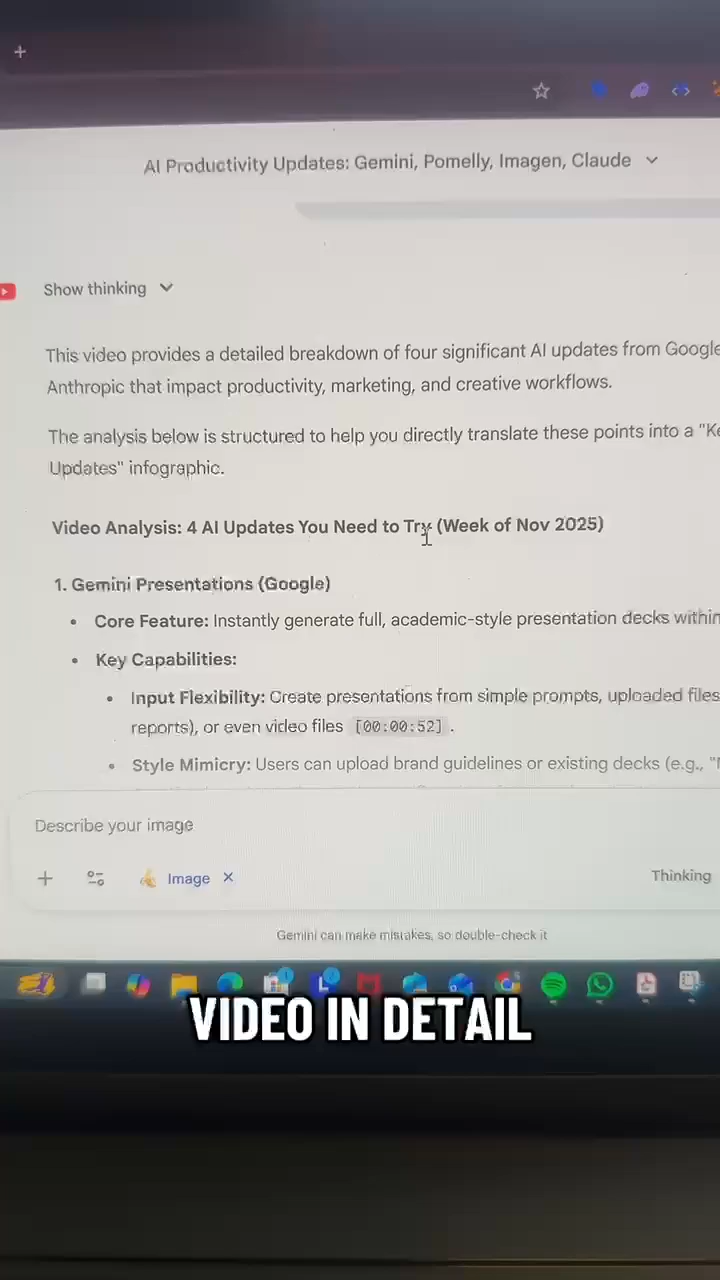 AI Productivity Updates: Gemini, Pomelly, Imagen, Claude
Show thinking
This video provides a detailed breakdown of four significant AI updates from Google
Anthropic that impact productivity, marketing, and creative workflows.
The analysis below is structured to help you directly translate these points into a "Ke
Updates" infographic.
Video Analysis: 4 AI Updates You Need to Try (Week of Nov 2025)
1. Gemini Presentations (Google)
• Core Feature: Instantly generate full, academic-style presentation decks within
• Key Capabilities:
• Input Flexibility: Create presentations from simple prompts, uploaded files
reports), or even video files [00:00:52] .
• Style Mimicry: Users can upload brand guidelines or existing decks (e.g.,
Describe your image
Image
Thinking
Gemini can make mistakes, so double-check it
VIDEO IN DETAIL